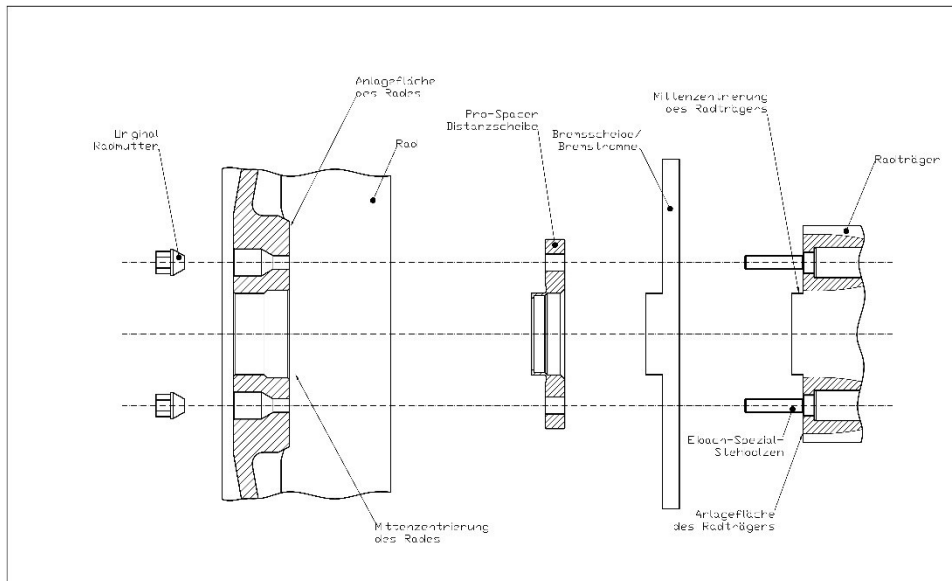 Original
Radmutter
Anlagefläche
des Rades
Rad
Pro-Spacer
Distanzscheibe
Bremsscheibe/
Bremstromne
Mittenzentrierung
des Radträgers
Radträger
Mittenzentrierung
des Rades
Eibach-Spezial-
Stehbolzen
Anlagefläche
des Radträgers